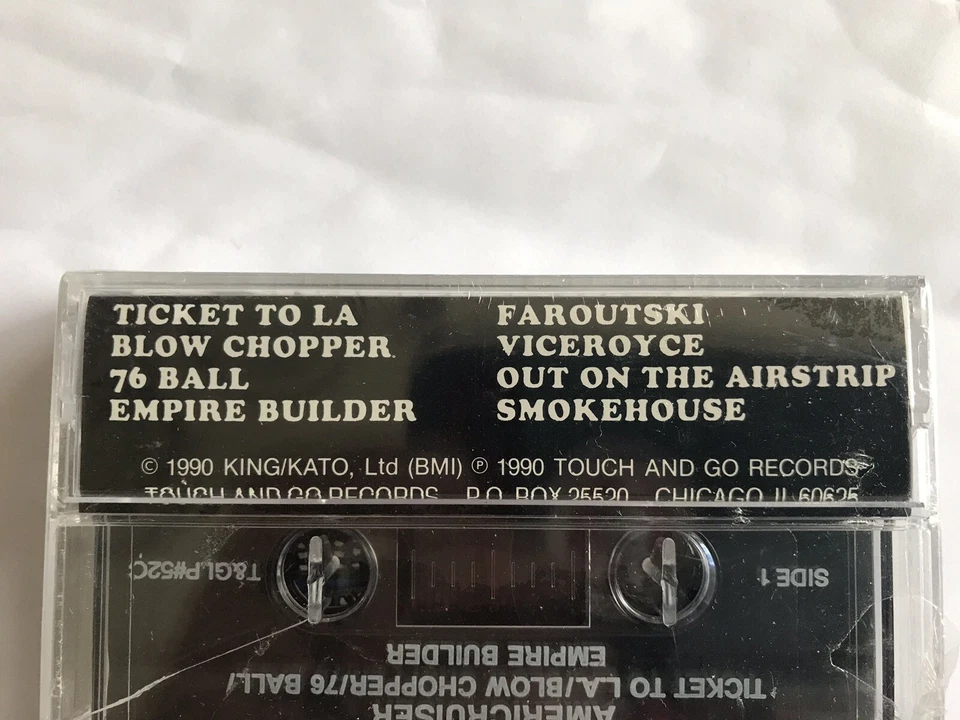 TICKET TO LA
BLOW CHOPPER
76 BALL
EMPIRE BUILDER
FAROUTSKI
VICEROYCE
OUT ON THE AIRSTRIP
SMOKEHOUSE
© 1990 KING/KATO, Ltd (BMI) ℗ 1990 TOUCH AND GO RECORDS
TOUCH AND GO RECORDS P.O. BOX 25520 CHICAGO IL 60625
SIDE 1
T&GLP#52C
AMERICRUISER
TICKET TO LA/BLOW CHOPPER/76 BALL/
EMPIRE BUILDER